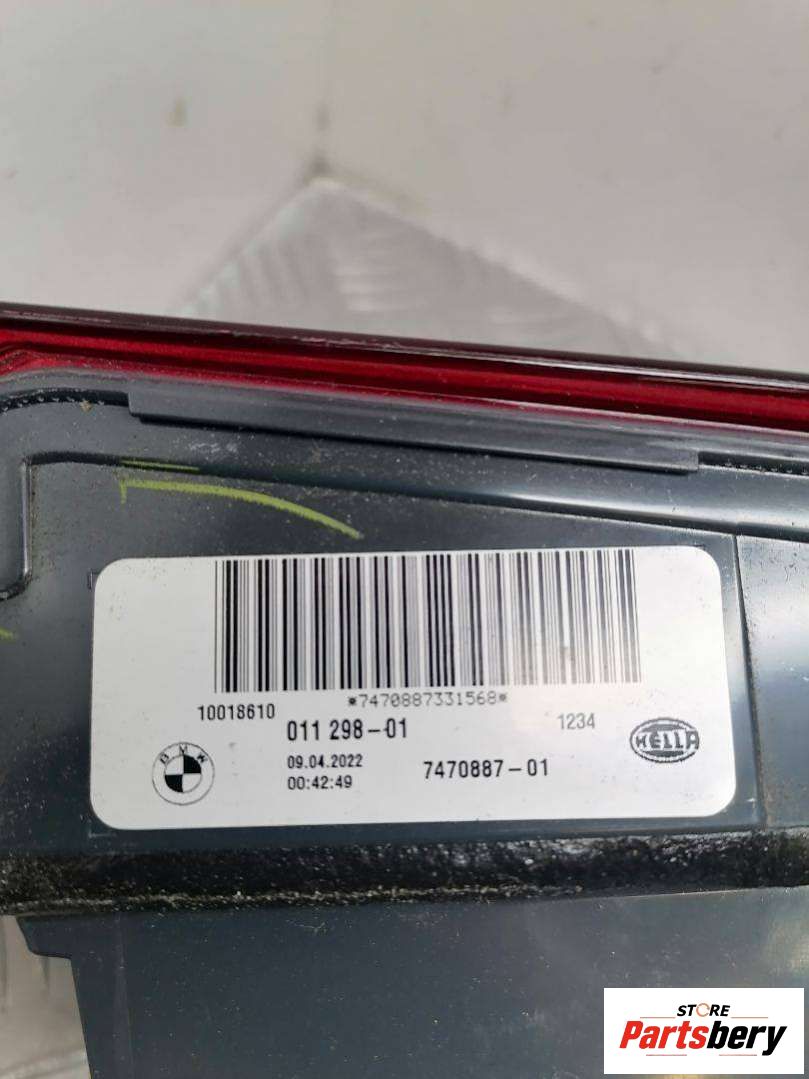 *7470887331568*
10018610
011 298-01
1234
BMW
HELLA
09.04.2022
7470887-01
00:42:49
STORE
Partsbery